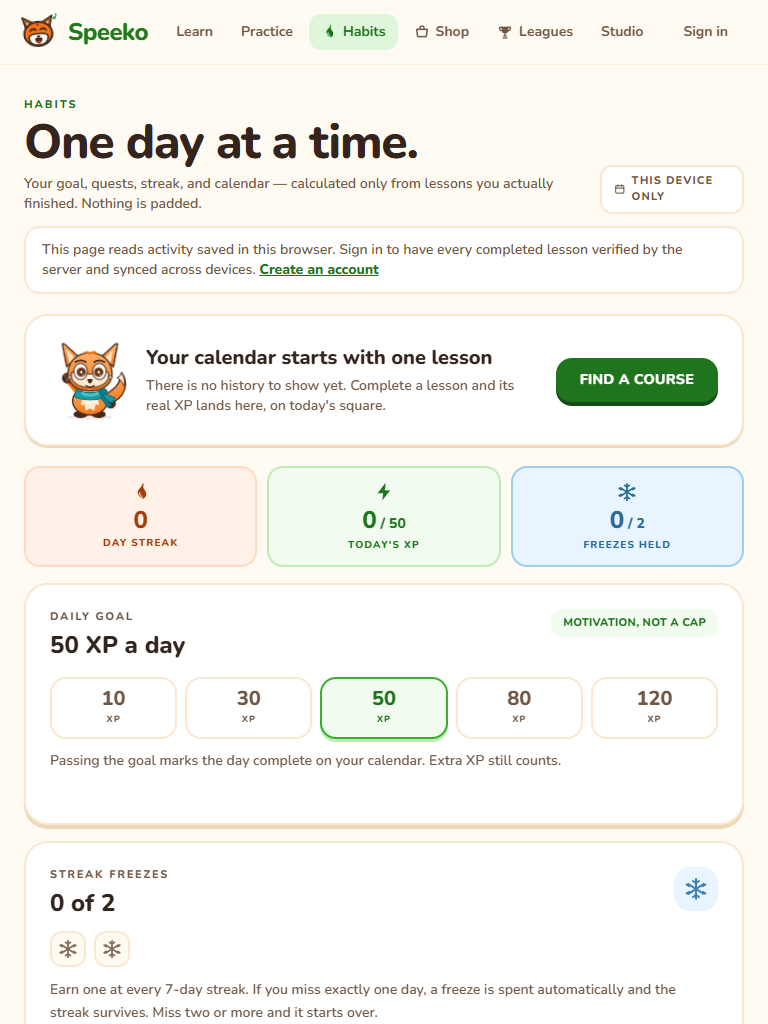 Speeko
Learn
Practice
Habits
Shop
Leagues
Studio
Sign in
HABITS
One day at a time.
Your goal, quests, streak, and calendar — calculated only from lessons you actually
finished. Nothing is padded.
THIS DEVICE
ONLY
This page reads activity saved in this browser. Sign in to have every completed lesson verified by the
server and synced across devices. Create an account
Your calendar starts with one lesson
There is no history to show yet. Complete a lesson and its
real XP lands here, on today's square.
FIND A COURSE
0
DAY STREAK
0 / 50
TODAY'S XP
0 / 2
FREEZES HELD
DAILY GOAL
50 XP a day
MOTIVATION, NOT A CAP
10
XP
30
XP
50
XP
80
XP
120
XP
Passing the goal marks the day complete on your calendar. Extra XP still counts.
STREAK FREEZES
0 of 2
Earn one at every 7-day streak. If you miss exactly one day, a freeze is spent automatically and the
streak survives. Miss two or more and it starts over.